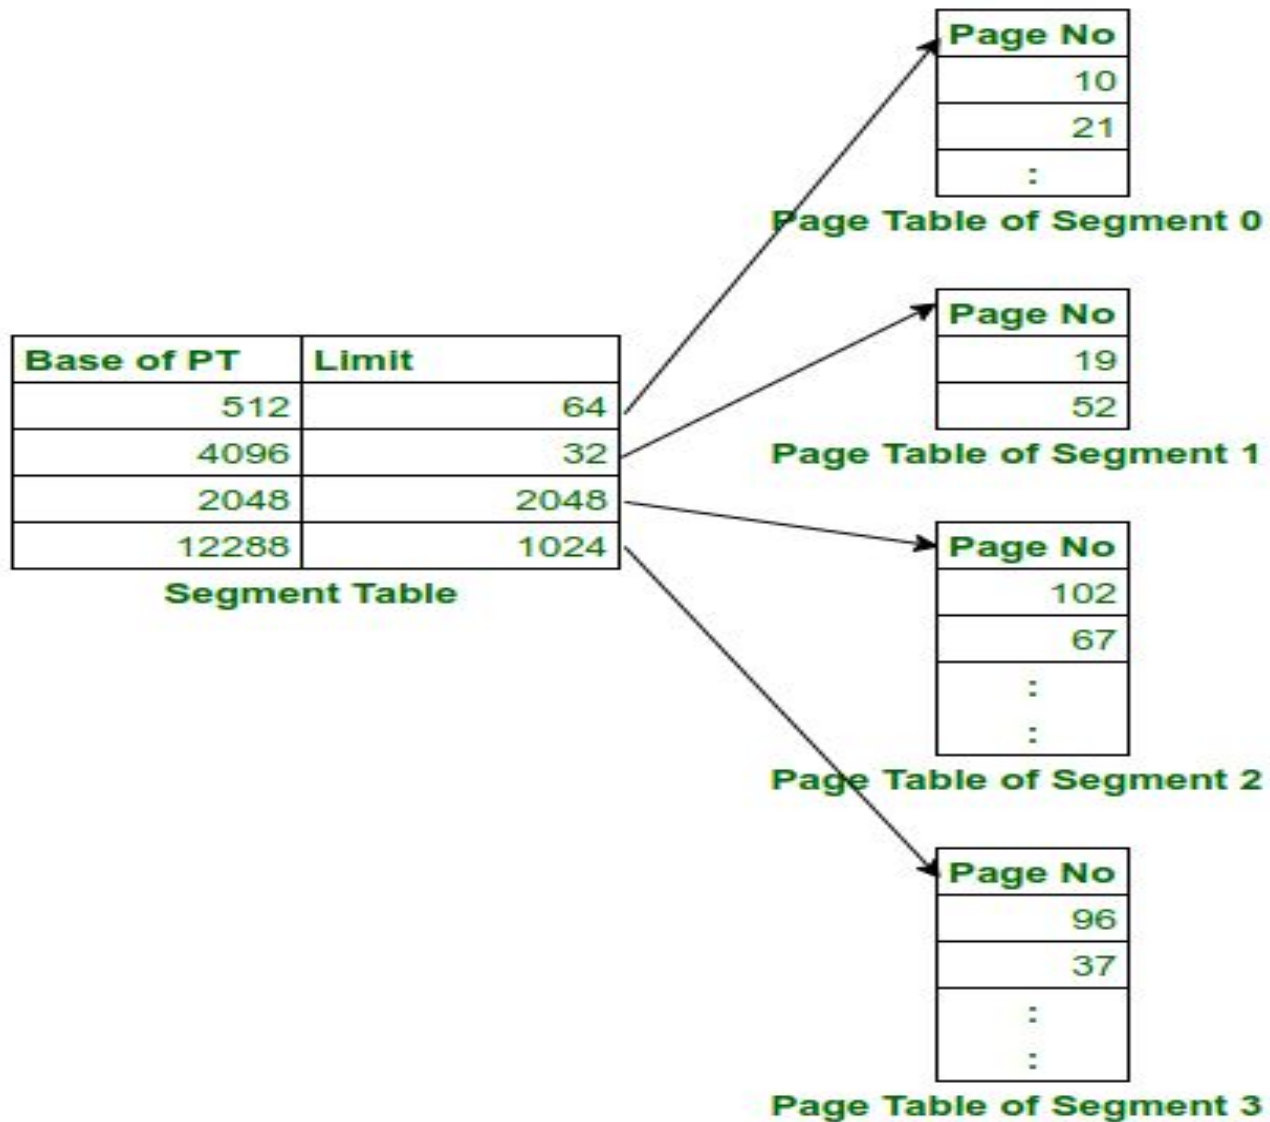 Page No
10
21
:
Page Table of Segment 0
Page No
19
52
Page Table of Segment 1
Base of PT Limit
512 64
4096 32
2048 2048
12288 1024
Segment Table
Page No
102
67
:
:
Page Table of Segment 2
Page No
96
37
:
:
Page Table of Segment 3